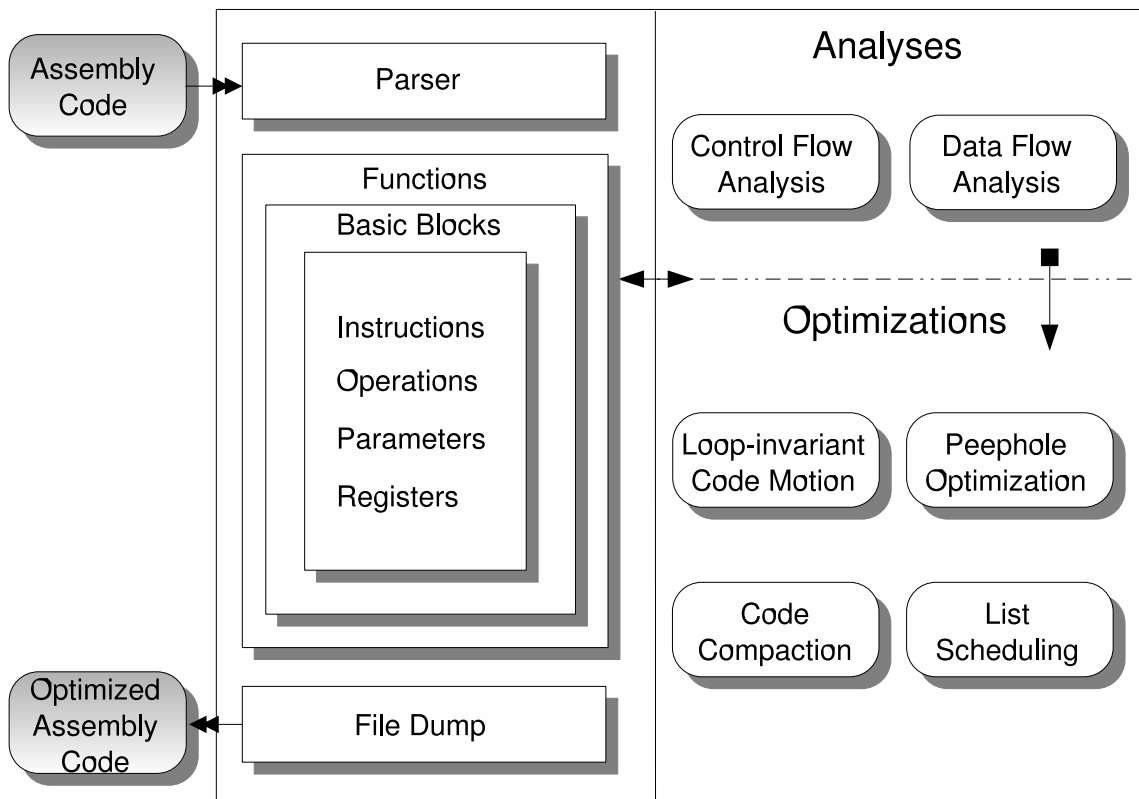 Assembly
Code
Parser
Functions
Basic Blocks
Instructions
Operations
Parameters
Registers
File Dump
Optimized
Assembly
Code
Analyses
Control Flow
Analysis
Data Flow
Analysis
Optimizations
Loop-invariant
Code Motion
Peephole
Optimization
Code
Compaction
List
Scheduling